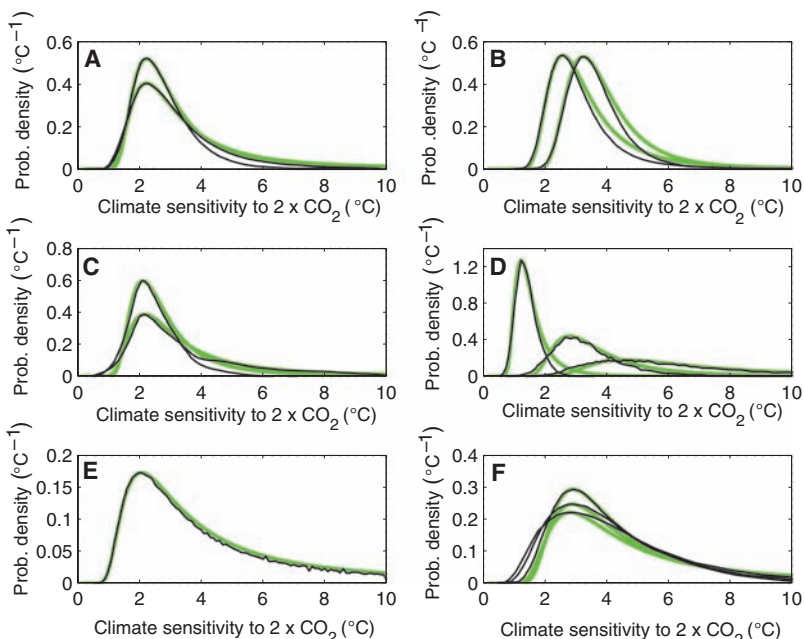 A
Prob. density (°C⁻¹)
0.6
0.4
0.2
0
0 2 4 6 8 10
Climate sensitivity to 2 x CO₂ (°C)
B
Prob .density (°C⁻¹)
0.6
0.4
0.2
0
0 2 4 6 8 10
Climate sensitivity to 2 x CO₂ (°C)
C
Prob. density (°C⁻¹)
0.8
0.6
0.4
0.2
0
0 2 4 6 8 10
Climate sensitivity to 2 x CO₂ (°C)
D
Prob. density (°C⁻¹)
1.2
0.8
0.4
0
0 2 4 6 8 10
Climate sensitivity to 2 x CO₂ (°C)
E
Prob. density (°C⁻¹)
0.2
0.15
0.1
0.05
0
0 2 4 6 8 10
Climate sensitivity to 2 x CO₂ (°C)
F
Prob. density (°C⁻¹)
0.4
0.3
0.2
0.1
0
0 2 4 6 8 10
Climate sensitivity to 2 x CO₂ (°C)